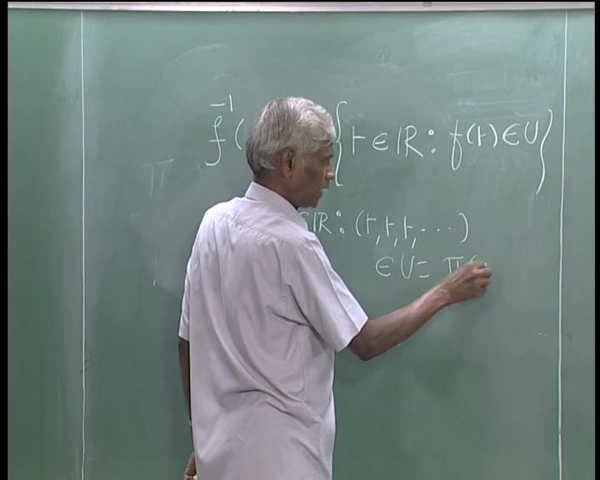 f⁻¹( {t ∈ ℝ : f(t) ∈ U}
∈ ℝ : (t, t, t, ...)
∈ U = Π (